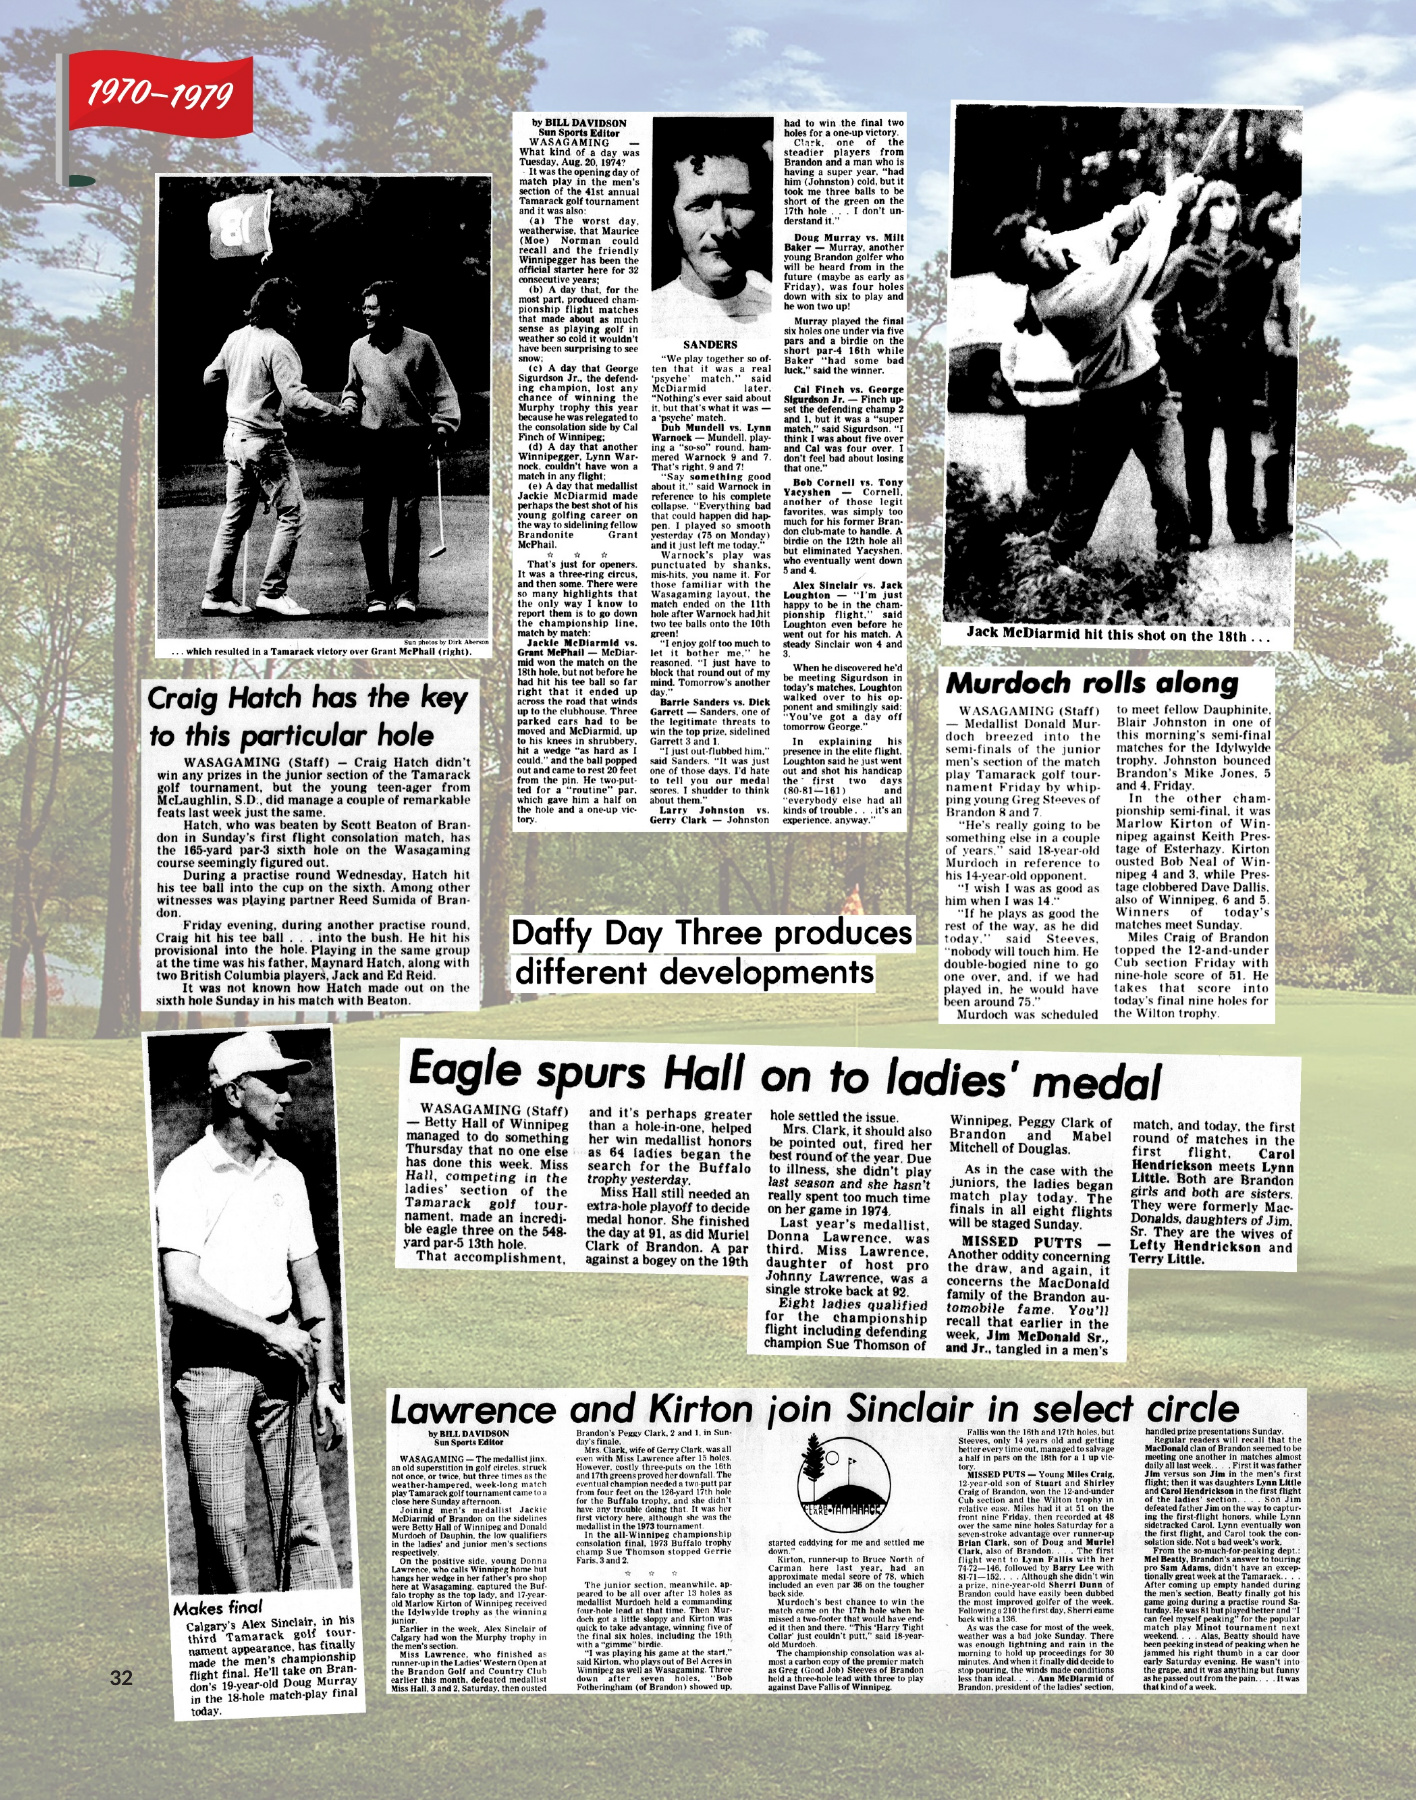 1970–1979
Sun photos by Dirk Aberson
. . . which resulted in a Tamarack victory over Grant McPhail (right).
by BILL DAVIDSON
Sun Sports Editor
WASAGAMING —
What kind of a day was
Tuesday, Aug. 20, 1974?
It was the opening day of
match play in the men's
section of the 41st annual
Tamarack golf tournament
and it was also:
(a) The worst day,
weatherwise, that Maurice
(Moe) Norman could
recall and the friendly
Winnipegger has been the
official starter here for 32
consecutive years;
(b) A day that, for the
most part, produced cham-
pionship flight matches
that made about as much
sense as playing golf in
weather so cold it wouldn't
have been surprising to see
snow;
(c) A day that George
Sigurdson Jr., the defend-
ing champion, lost any
chance of winning the
Murphy trophy this year
because he was relegated to
the consolation side by Cal
Finch of Winnipeg;
(d) A day that another
Winnipegger, Lynn War-
nock, couldn't have won a
match in any flight;
(e) A day that medallist
Jackie McDiarmid made
perhaps the best shot of his
young golfing career on
the way to sidelining fellow
Brandonite Grant
McPhail.
☆ ☆ ☆
That's just for openers.
It was a three-ring circus,
and then some. There were
so many highlights that
the only way I know to
report them is to go down
the championship line,
match by match:
Jackie McDiarmid vs.
Grant McPhail — McDiar-
mid won the match on the
18th hole, but not before he
had hit his tee ball so far
right that it ended up
across the road that winds
up to the clubhouse. Three
parked cars had to be
moved and McDiarmid, up
to his knees in shrubbery,
hit a wedge "as hard as I
could," and the ball popped
out and came to rest 20 feet
from the pin. He two-put-
ted for a "routine" par,
which gave him a half on
the hole and a one-up vic-
tory.
SANDERS
"We play together so of-
ten that it was a real
'psyche' match," said
McDiarmid later.
"Nothing's ever said about
it, but that's what it was —
a 'psyche' match.
Dub Mundell vs. Lynn
Warnock — Mundell, play-
ing a "so-so" round, ham-
mered Warnock 9 and 7.
That's right, 9 and 7!
"Say something good
about it," said Warnock in
reference to his complete
collapse. "Everything bad
that could happen did hap-
pen. I played so smooth
yesterday (75 on Monday)
and it just left me today."
Warnock's play was
punctuated by shanks,
mis-hits, you name it. For
those familiar with the
Wasagaming layout, the
match ended on the 11th
hole after Warnock had hit
two tee balls onto the 10th
green!
"I enjoy golf too much to
let it bother me," he
reasoned. "I just have to
block that round out of my
mind. Tomorrow's another
day."
Barrie Sanders vs. Dick
Garrett — Sanders, one of
the legitimate threats to
win the top prize, sidelined
Garrett 3 and 1.
"I just out-flubbed him,"
said Sanders. "It was just
one of those days. I'd hate
to tell you our medal
scores. I shudder to think
about them."
Larry Johnston vs.
Gerry Clark — Johnston
had to win the final two
holes for a one-up victory.
Clark, one of the
steadier players from
Brandon and a man who is
having a super year, "had
him (Johnston) cold, but it
took me three balls to be
short of the green on the
17th hole . . . I don't un-
derstand it."
Doug Murray vs. Milt
Baker — Murray, another
young Brandon golfer who
will be heard from in the
future (maybe as early as
Friday), was four holes
down with six to play and
he won two up!
Murray played the final
six holes one under via five
pars and a birdie on the
short par-4 16th while
Baker "had some bad
luck," said the winner.
Cal Finch vs. George
Sigurdson Jr. — Finch up-
set the defending champ 2
and 1, but it was a "super
match," said Sigurdson. "I
think I was about five over
and Cal was four over. I
don't feel bad about losing
that one."
Bob Cornell vs. Tony
Yacyshen — Cornell,
another of those legit
favorites, was simply too
much for his former Bran-
don club-mate to handle. A
birdie on the 12th hole all
but eliminated Yacyshen,
who eventually went down
5 and 4.
Alex Sinclair vs. Jack
Loughton — "I'm just
happy to be in the cham-
pionship flight," said
Loughton even before he
went out for his match. A
steady Sinclair won 4 and
3.
When he discovered he'd
be meeting Sigurdson in
today's matches, Loughton
walked over to his op-
ponent and smilingly said:
"You've got a day off
tomorrow George."
In explaining his
presence in the elite flight,
Loughton said he just went
out and shot his handicap
the first two days
(80-81—161) and
"everybody else had all
kinds of trouble . . . it's an
experience, anyway."
Jack McDiarmid hit this shot on the 18th . . .
Craig Hatch has the key
to this particular hole
WASAGAMING (Staff) — Craig Hatch didn't
win any prizes in the junior section of the Tamarack
golf tournament, but the young teen-ager from
McLaughlin, S.D., did manage a couple of remarkable
feats last week just the same.
Hatch, who was beaten by Scott Beaton of Bran-
don in Sunday's first flight consolation match, has
the 165-yard par-3 sixth hole on the Wasagaming
course seemingly figured out.
During a practise round Wednesday, Hatch hit
his tee ball into the cup on the sixth. Among other
witnesses was playing partner Reed Sumida of Bran-
don.
Friday evening, during another practise round,
Craig hit his tee ball . . . into the bush. He hit his
provisional into the hole. Playing in the same group
at the time was his father, Maynard Hatch, along with
two British Columbia players, Jack and Ed Reid.
It was not known how Hatch made out on the
sixth hole Sunday in his match with Beaton.
Daffy Day Three produces
different developments
Murdoch rolls along
WASAGAMING (Staff)
— Medallist Donald Mur-
doch breezed into the
semi-finals of the junior
men's section of the match
play Tamarack golf tour-
nament Friday by whip-
ping young Greg Steeves of
Brandon 8 and 7.
"He's really going to be
something else in a couple
of years," said 18-year-old
Murdoch in reference to
his 14-year-old opponent.
"I wish I was as good as
him when I was 14."
"If he plays as good the
rest of the way, as he did
today," said Steeves,
"nobody will touch him. He
double-bogied nine to go
one over, and, if we had
played in, he would have
been around 75."
Murdoch was scheduled
to meet fellow Dauphinite,
Blair Johnston in one of
this morning's semi-final
matches for the Idylwylde
trophy. Johnston bounced
Brandon's Mike Jones, 5
and 4, Friday.
In the other cham-
pionship semi-final, it was
Marlow Kirton of Win-
nipeg against Keith Pres-
tage of Esterhazy. Kirton
ousted Bob Neal of Win-
nipeg 4 and 3, while Pres-
tage clobbered Dave Dallis,
also of Winnipeg, 6 and 5.
Winners of today's
matches meet Sunday.
Miles Craig of Brandon
topped the 12-and-under
Cub section Friday with
nine-hole score of 51. He
takes that score into
today's final nine holes for
the Wilton trophy.
Eagle spurs Hall on to ladies' medal
WASAGAMING (Staff)
— Betty Hall of Winnipeg
managed to do something
Thursday that no one else
has done this week. Miss
Hall, competing in the
ladies' section of the
Tamarack golf tour-
nament, made an incredi-
ble eagle three on the 548-
yard par-5 13th hole.
That accomplishment,
and it's perhaps greater
than a hole-in-one, helped
her win medallist honors
as 64 ladies began the
search for the Buffalo
trophy yesterday.
Miss Hall still needed an
extra-hole playoff to decide
medal honor. She finished
the day at 91, as did Muriel
Clark of Brandon. A par
against a bogey on the 19th
hole settled the issue.
Mrs. Clark, it should also
be pointed out, fired her
best round of the year. Due
to illness, she didn't play
last season and she hasn't
really spent too much time
on her game in 1974.
Last year's medallist,
Donna Lawrence, was
third. Miss Lawrence,
daughter of host pro
Johnny Lawrence, was a
single stroke back at 92.
Eight ladies qualified
for the championship
flight including defending
champion Sue Thomson of
Winnipeg, Peggy Clark of
Brandon and Mabel
Mitchell of Douglas.
As in the case with the
juniors, the ladies began
match play today. The
finals in all eight flights
will be staged Sunday.
MISSED PUTTS —
Another oddity concerning
the draw, and again, it
concerns the MacDonald
family of the Brandon au-
tomobile fame. You'll
recall that earlier in the
week, Jim McDonald Sr.,
and Jr., tangled in a men's
match, and today, the first
round of matches in the
first flight, Carol
Hendrickson meets Lynn
Little. Both are Brandon
girls and both are sisters.
They were formerly Mac-
Donalds, daughters of Jim,
Sr. They are the wives of
Lefty Hendrickson and
Terry Little.
Makes final
Calgary's Alex Sinclair, in his
third Tamarack golf tour-
nament appearance, has finally
made the men's championship
flight final. He'll take on Bran-
don's 19-year-old Doug Murray
in the 18-hole match-play final
today.
Lawrence and Kirton join Sinclair in select circle
by BILL DAVIDSON
Sun Sports Editor
WASAGAMING — The medallist jinx,
an old superstition in golf circles, struck
not once, or twice, but three times as the
weather-hampered, week-long match
play Tamarack golf tournament came to a
close here Sunday afternoon.
Joining men's medallist Jackie
McDiarmid of Brandon on the sidelines
were Betty Hall of Winnipeg and Donald
Murdoch of Dauphin, the low qualifiers
in the ladies' and junior men's sections
respectively.
On the positive side, young Donna
Lawrence, who calls Winnipeg home but
hangs her wedge in her father's pro shop
here at Wasagaming, captured the Buf-
falo trophy as the top lady, and 17-year-
old Marlow Kirton of Winnipeg received
the Idylwylde trophy as the winning
junior.
Earlier in the week, Alex Sinclair of
Calgary had won the Murphy trophy in
the men's section.
Miss Lawrence, who finished as
runner-up in the Ladies' Western Open at
the Brandon Golf and Country Club
earlier this month, defeated medallist
Miss Hall, 3 and 2, Saturday, then ousted
Brandon's Peggy Clark, 2 and 1, in Sun-
day's finale.
Mrs. Clark, wife of Gerry Clark, was all
even with Miss Lawrence after 15 holes.
However, costly three-putts on the 16th
and 17th greens proved her downfall. The
eventual champion needed a two-putt par
from four feet on the 126-yard 17th hole
for the Buffalo trophy, and she didn't
have any trouble doing that. It was her
first victory here, although she was the
medallist in the 1973 tournament.
In the all-Winnipeg championship
consolation final, 1973 Buffalo trophy
champ Sue Thomson stopped Gerrie
Faris, 3 and 2.
☆ ☆ ☆
The junior section, meanwhile, ap-
peared to be all over after 13 holes as
medallist Murdoch held a commanding
four-hole lead at that time. Then Mur-
doch got a little sloppy and Kirton was
quick to take advantage, winning five of
the final six holes, including the 19th
with a "gimme" birdie.
"I was playing his game at the start,"
said Kirton, who plays out of Bel Acres in
Winnipeg as well as Wasagaming. Three
down after seven holes, "Bob
Fotheringham (of Brandon) showed up,
CLEAR TAMARACK
started caddying for me and settled me
down."
Kirton, runner-up to Bruce North of
Carman here last year, had an
approximate medal score of 78, which
included an even par 36 on the tougher
back side.
Murdoch's best chance to win the
match came on the 17th hole when he
missed a two-footer that would have end-
ed it then and there. "This 'Harry Tight
Collar' just couldn't putt," said 18-year-
old Murdoch.
The championship consolation was al-
most a carbon copy of the premier match
as Greg (Good Job) Steeves of Brandon
held a three-hole lead with three to play
against Dave Fallis of Winnipeg.
Fallis won the 16th and 17th holes, but
Steeves, only 14 years old and getting
better every time out, managed to salvage
a half in pars on the 18th for a 1 up vic-
tory.
MISSED PUTS — Young Miles Craig,
12-year-old son of Stuart and Shirley
Craig of Brandon, won the 12-and-under
Cub section and the Wilton trophy in
relative ease. Miles had it at 51 on the
front nine Friday, then recorded at 48
over the same nine holes Saturday for a
seven-stroke advantage over runner-up
Brian Clark, son of Doug and Muriel
Clark, also of Brandon. . . . The first
flight went to Lynn Fallis with her
74-72—146, followed by Barry Lee with
81-71—152. . . . Although she didn't win
a prize, nine-year-old Sherri Dunn of
Brandon could have easily been dubbed
the most improved golfer of the week.
Following a 210 the first day, Sherri came
back with a 136.
As was the case for most of the week,
weather was a bad joke Sunday. There
was enough lightning and rain in the
morning to hold up proceedings for 30
minutes. And when it finally did decide to
stop pouring, the winds made conditions
less than ideal. . . . Ann McDiarmid of
Brandon, president of the ladies' section,
handled prize presentations Sunday.
Regular readers will recall that the
MacDonald clan of Brandon seemed to be
meeting one another in matches almost
daily all last week. . . . First it was father
Jim versus son Jim in the men's first
flight; then it was daughters Lynn Little
and Carol Hendrickson in the first flight
of the ladies' section. . . . Son Jim
defeated father Jim on the way to captur-
ing the first-flight honors, while Lynn
sidetracked Carol. Lynn eventually won
the first flight, and Carol took the con-
solation side. Not a bad week's work.
From the so-much-for-peaking dept.:
Mel Beatty, Brandon's answer to touring
pro Sam Adams, didn't have an excep-
tionally great week at the Tamarack. . . .
After coming up empty handed during
the men's section, Beatty finally got his
game going during a practise round Sa-
turday. He was 81 but played better and "I
can feel myself peaking" for the popular
match play Minot tournament next
weekend. . . . Alas, Beatty should have
been peeking instead of peaking when he
jammed his right thumb in a car door
early Saturday evening. He wasn't into
the grape, and it was anything but funny
as he passed out from the pain. . . . It was
that kind of a week.
32